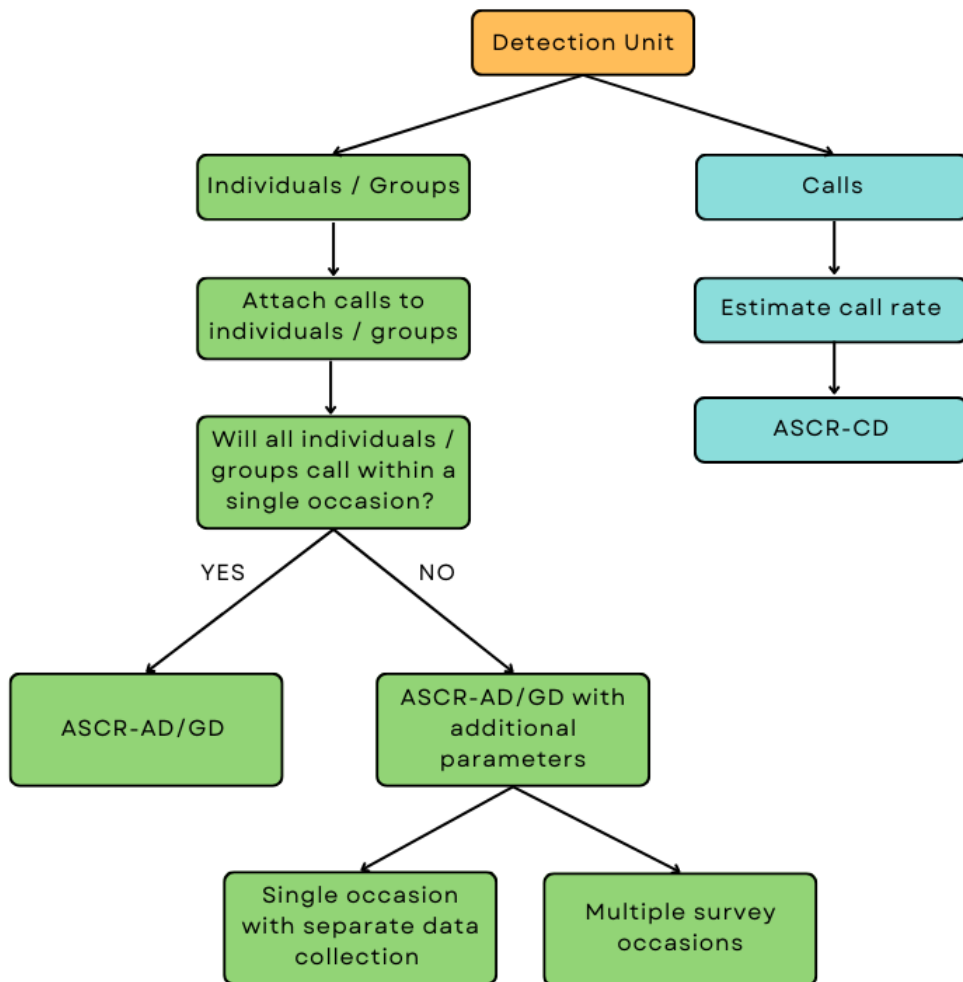 Detection Unit
Individuals / Groups
Calls
Attach calls to
individuals / groups
Estimate call rate
Will all individuals /
groups call within a
single occasion?
ASCR-CD
YES
NO
ASCR-AD/GD
ASCR-AD/GD with
additional
parameters
Single occasion
with separate data
collection
Multiple survey
occasions